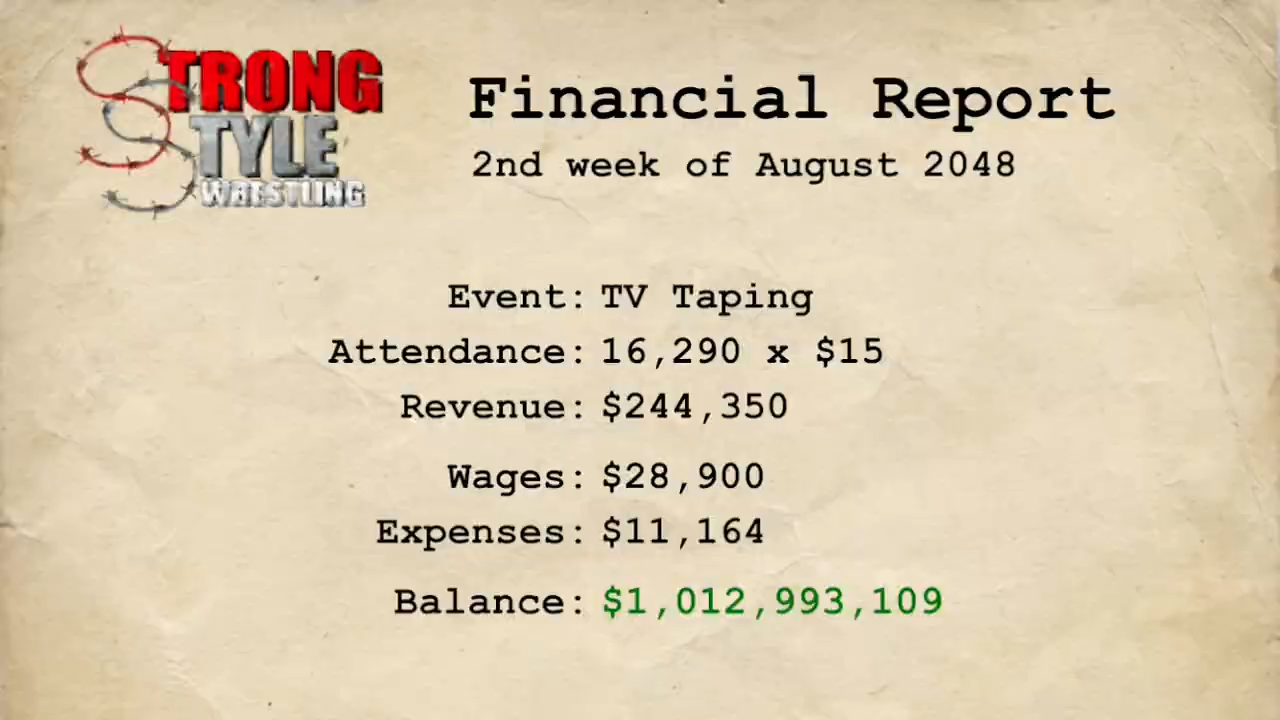 STRONG
STYLE
WRESTLING
Financial Report
2nd week of August 2048
Event: TV Taping
Attendance: 16,290 x $15
Revenue: $244,350
Wages: $28,900
Expenses: $11,164
Balance: $1,012,993,109